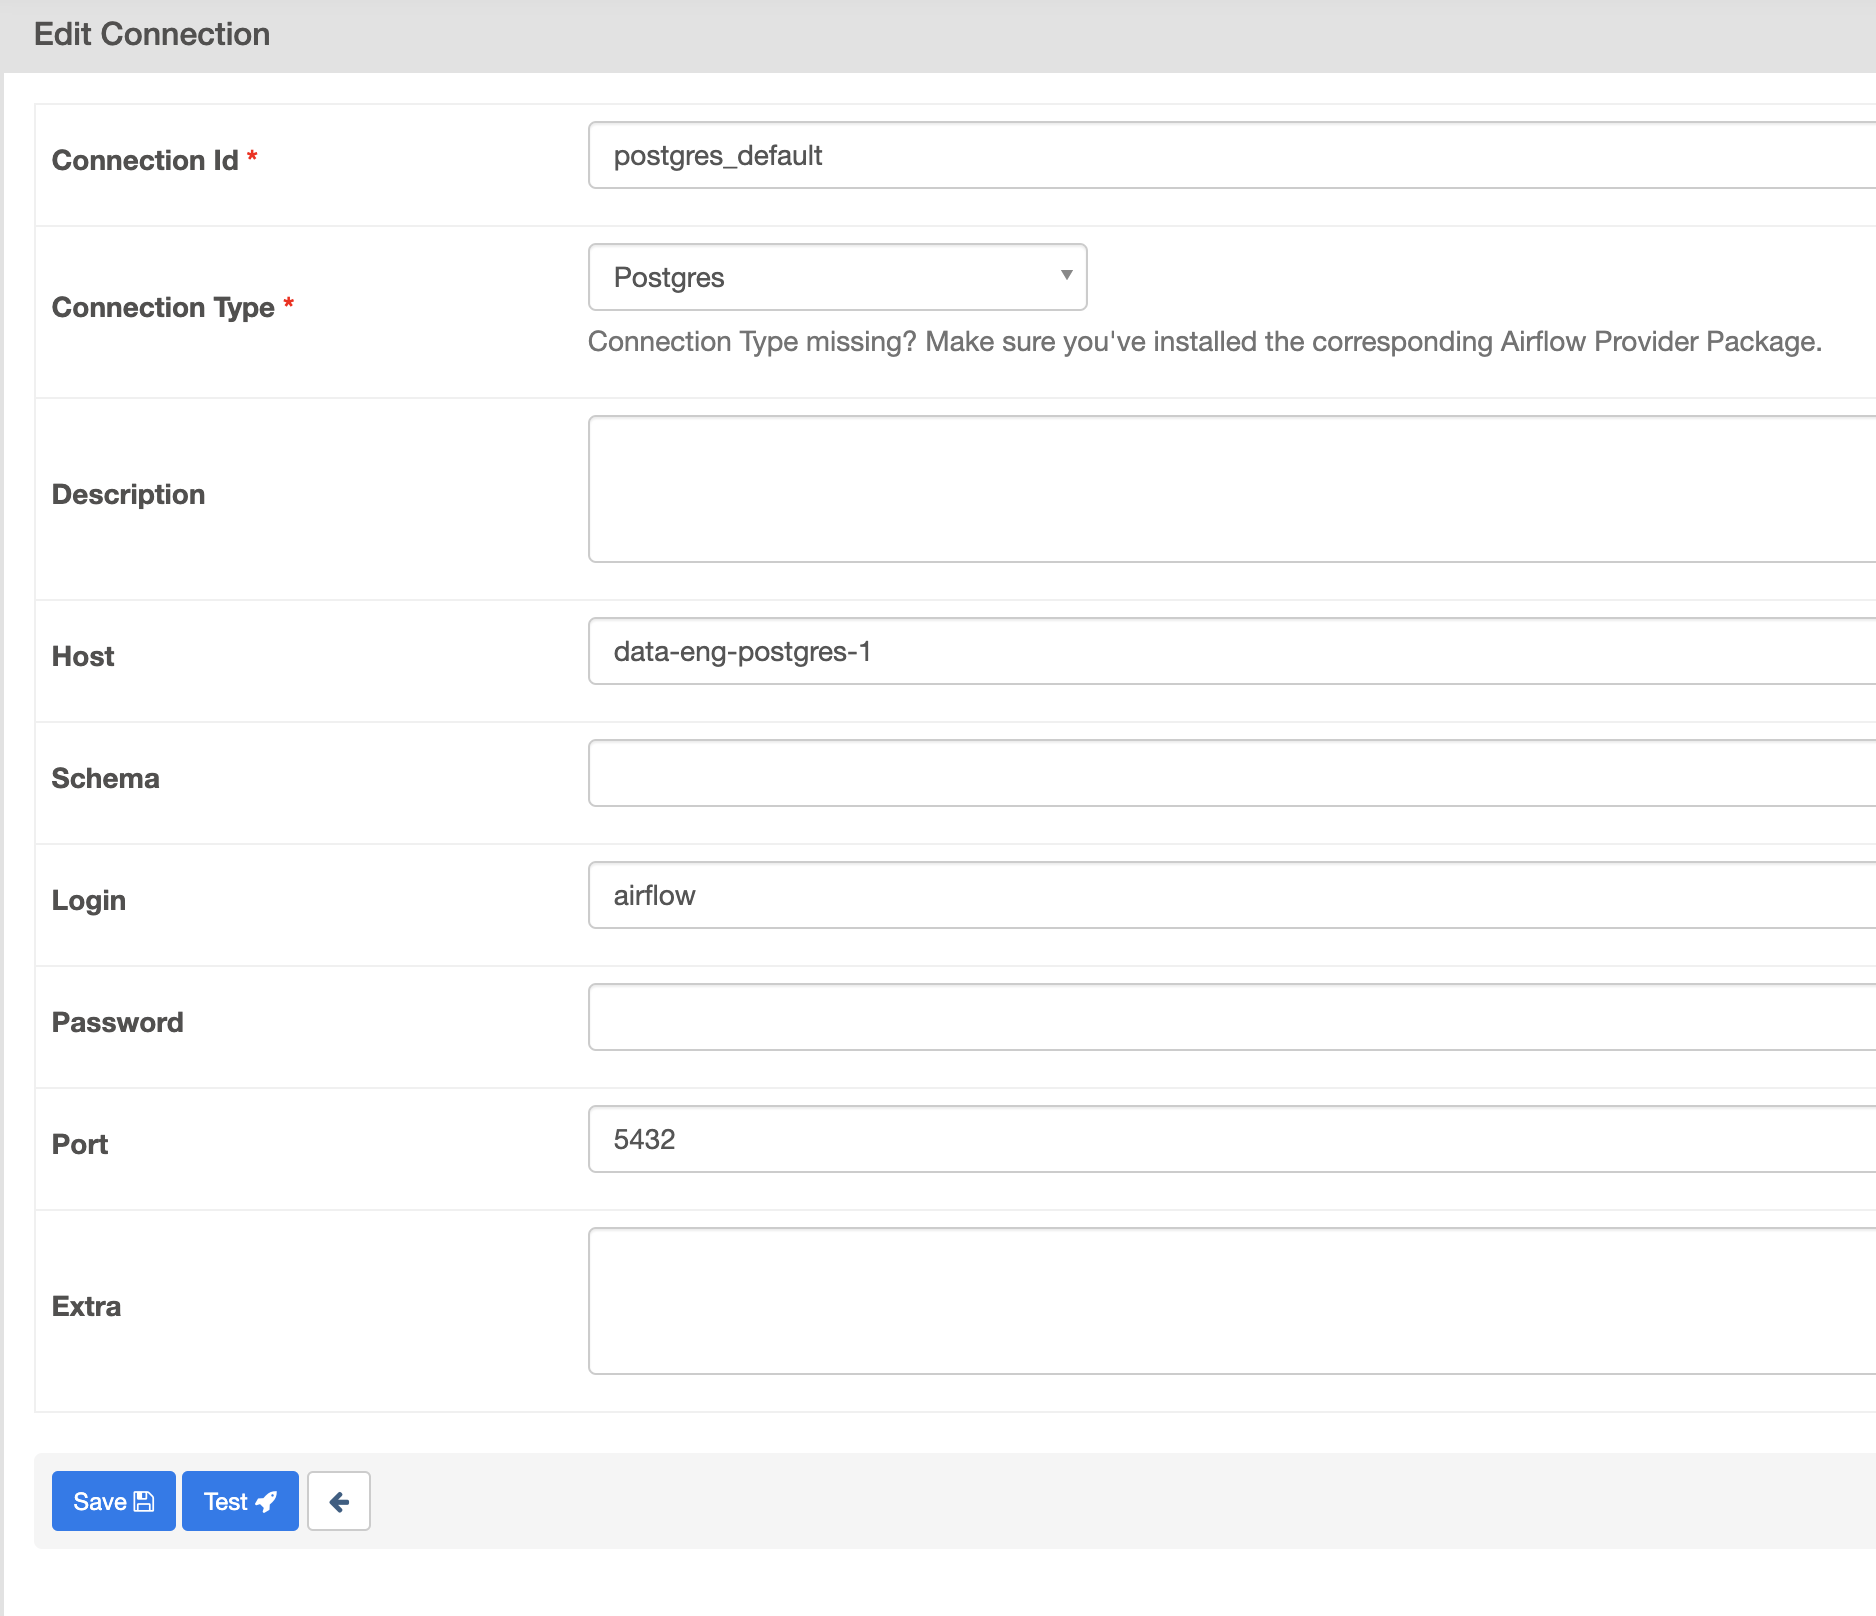 Edit Connection
Connection Id *
postgres_default
Connection Type *
Postgres
Connection Type missing? Make sure you've installed the corresponding Airflow Provider Package.
Description
Host
data-eng-postgres-1
Schema
Login
airflow
Password
Port
5432
Extra
Save
Test